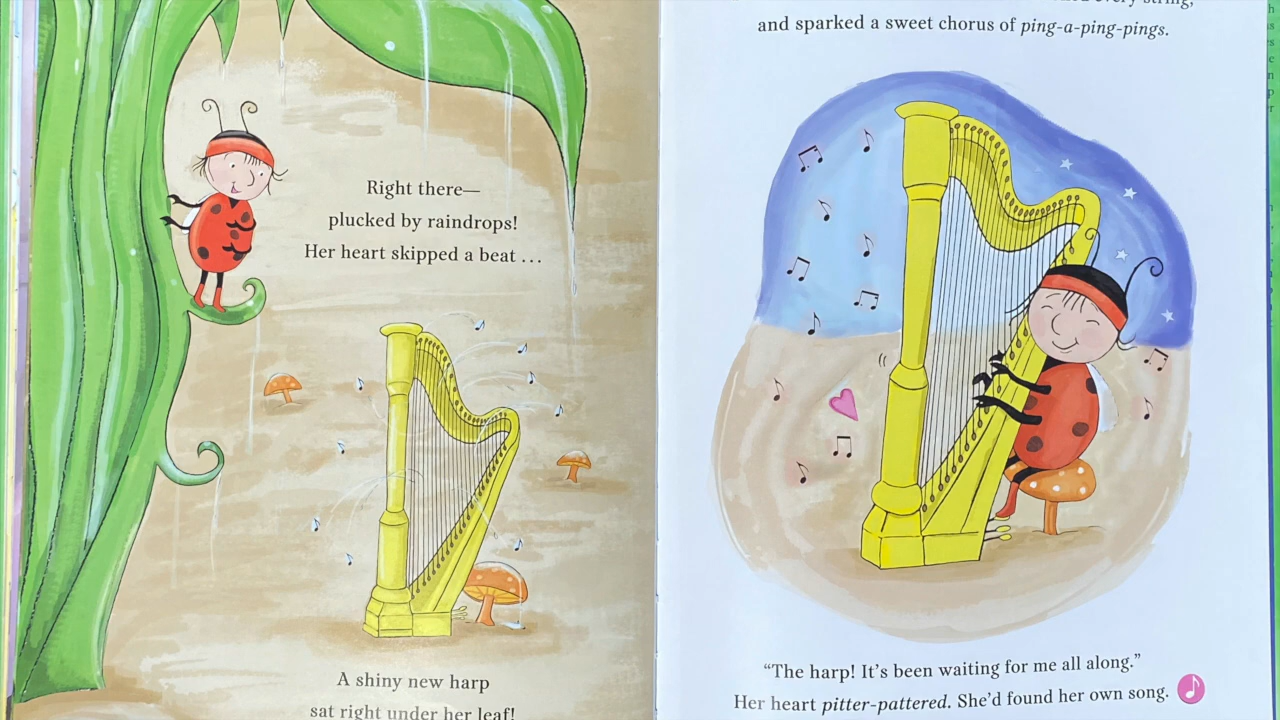 Right there—
plucked by raindrops!
Her heart skipped a beat . . .
A shiny new harp
sat right under her leaf!
every string,
and sparked a sweet chorus of ping-a-ping-pings.
“The harp! It’s been waiting for me all along.”
Her heart pitter-pattered. She’d found her own song.